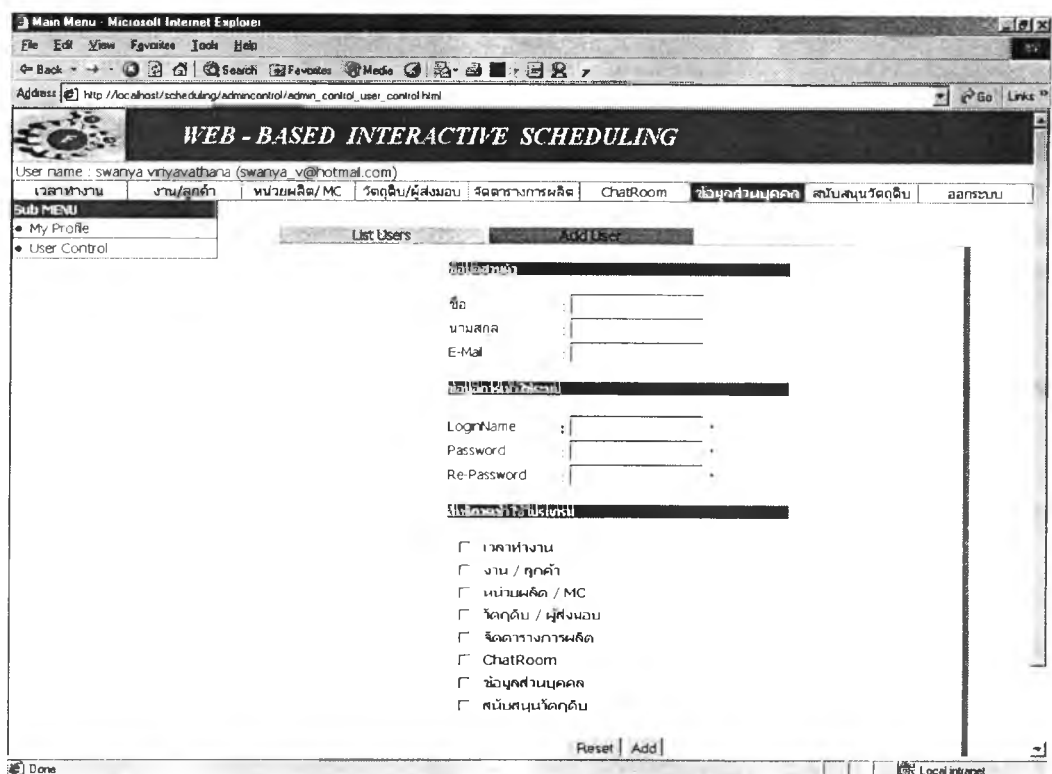 Main Menu - Microsoft Internet Explorer
File Edit View Favorites Tools Help
Back Search Favorites Media
Address http://localhost/scheduling/admincontrol/admin_control_user_control.html Go Links
WEB - BASED INTERACTIVE SCHEDULING
User name : swanya viriyavathana (swanya_v@hotmail.com)
เวลาทำงาน งาน/ลูกค้า หน่วยผลิต/ MC วัตถุดิบ/ผู้ส่งมอบ จัดตารางการผลิต ChatRoom ข้อมูลส่วนบุคคล สนับสนุนวัตถุดิบ ออกระบบ
Sub MENU
My Profile
User Control
List Users Add User
ชื่อ :
นามสกุล :
E-Mail :
LoginName : *
Password : *
Re-Password : *
เวลาทำงาน
งาน / ลูกค้า
หน่วยผลิต / MC
วัตถุดิบ / ผู้ส่งมอบ
จัดตารางการผลิต
ChatRoom
ข้อมูลส่วนบุคคล
สนับสนุนวัตถุดิบ
Reset Add
Done Local intranet